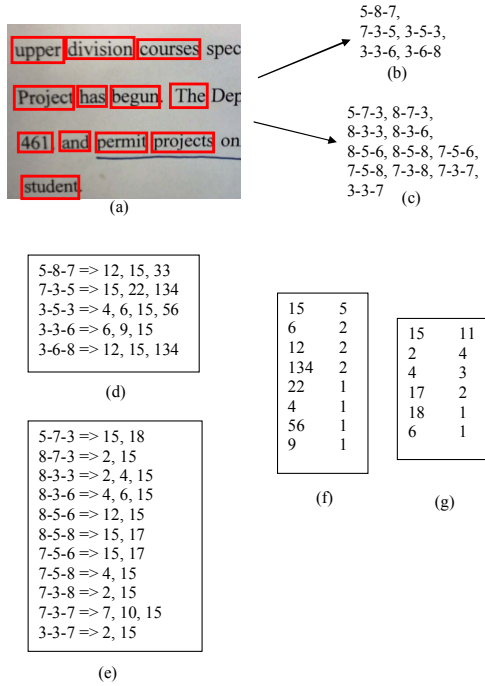 upper division courses spec
Project has begun. The Dep
461, and permit projects on
student.
(a)
5-8-7,
7-3-5, 3-5-3,
3-3-6, 3-6-8
(b)
5-7-3, 8-7-3,
8-3-3, 8-3-6,
8-5-6, 8-5-8, 7-5-6,
7-5-8, 7-3-8, 7-3-7,
3-3-7
(c)
5-8-7 => 12, 15, 33
7-3-5 => 15, 22, 134
3-5-3 => 4, 6, 15, 56
3-3-6 => 6, 9, 15
3-6-8 => 12, 15, 134
(d)
5-7-3 => 15, 18
8-7-3 => 2, 15
8-3-3 => 2, 4, 15
8-3-6 => 4, 6, 15
8-5-6 => 12, 15
8-5-8 => 15, 17
7-5-6 => 15, 17
7-5-8 => 4, 15
7-3-8 => 2, 15
7-3-7 => 7, 10, 15
3-3-7 => 2, 15
(e)
15 5
6 2
12 2
134 2
22 1
4 1
56 1
9 1
(f)
15 11
2 4
4 3
17 2
18 1
6 1
(g)